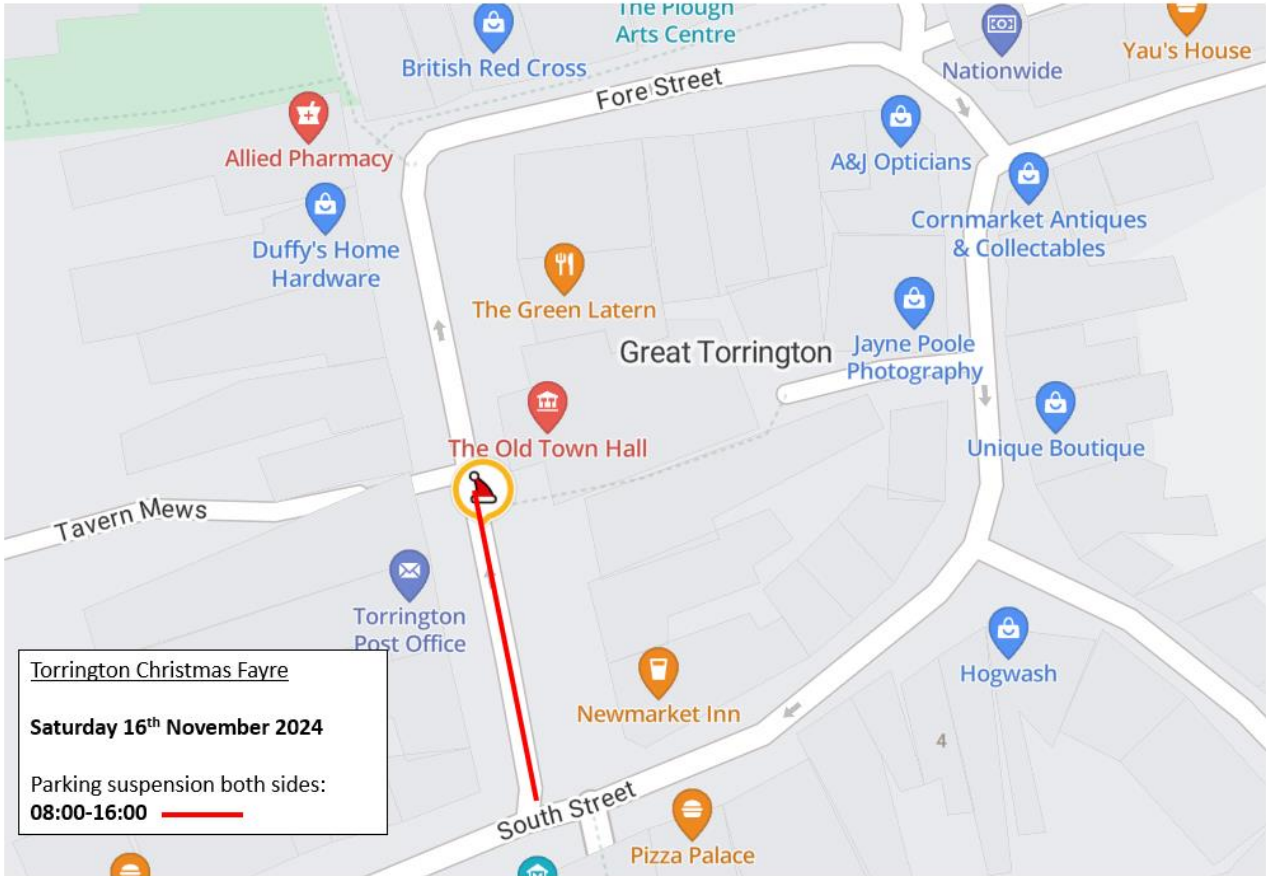 The Plough
Arts Centre
British Red Cross
Nationwide
Yau's House
Fore Street
Allied Pharmacy
A&J Opticians
Cornmarket Antiques
& Collectables
Duffy's Home
Hardware
The Green Latern
Great Torrington
Jayne Poole
Photography
The Old Town Hall
Unique Boutique
Tavern Mews
Torrington
Post Office
Hogwash
Newmarket Inn
4
South Street
Pizza Palace
Torrington Christmas Fayre
Saturday 16th November 2024
Parking suspension both sides:
08:00-16:00